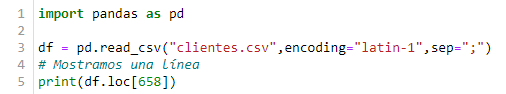 1 import pandas as pd
2
3 df = pd.read_csv("clientes.csv",encoding="latin-1",sep=";")
4 # Mostramos una línea
5 print(df.loc[658])